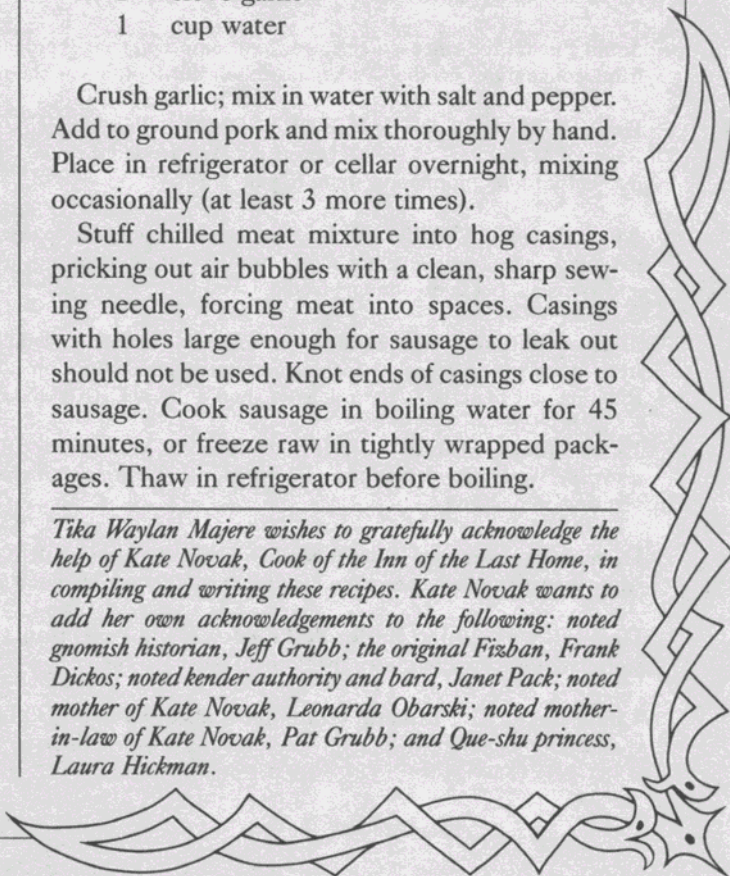 1 cup water
Crush garlic; mix in water with salt and pepper.
Add to ground pork and mix thoroughly by hand.
Place in refrigerator or cellar overnight, mixing
occasionally (at least 3 more times).
Stuff chilled meat mixture into hog casings,
pricking out air bubbles with a clean, sharp sew-
ing needle, forcing meat into spaces. Casings
with holes large enough for sausage to leak out
should not be used. Knot ends of casings close to
sausage. Cook sausage in boiling water for 45
minutes, or freeze raw in tightly wrapped pack-
ages. Thaw in refrigerator before boiling.
Tika Waylan Majere wishes to gratefully acknowledge the
help of Kate Novak, Cook of the Inn of the Last Home, in
compiling and writing these recipes. Kate Novak wants to
add her own acknowledgements to the following: noted
gnomish historian, Jeff Grubb; the original Fizban, Frank
Dickos; noted kender authority and bard, Janet Pack; noted
mother of Kate Novak, Leonarda Obarski; noted mother-
in-law of Kate Novak, Pat Grubb; and Que-shu princess,
Laura Hickman.